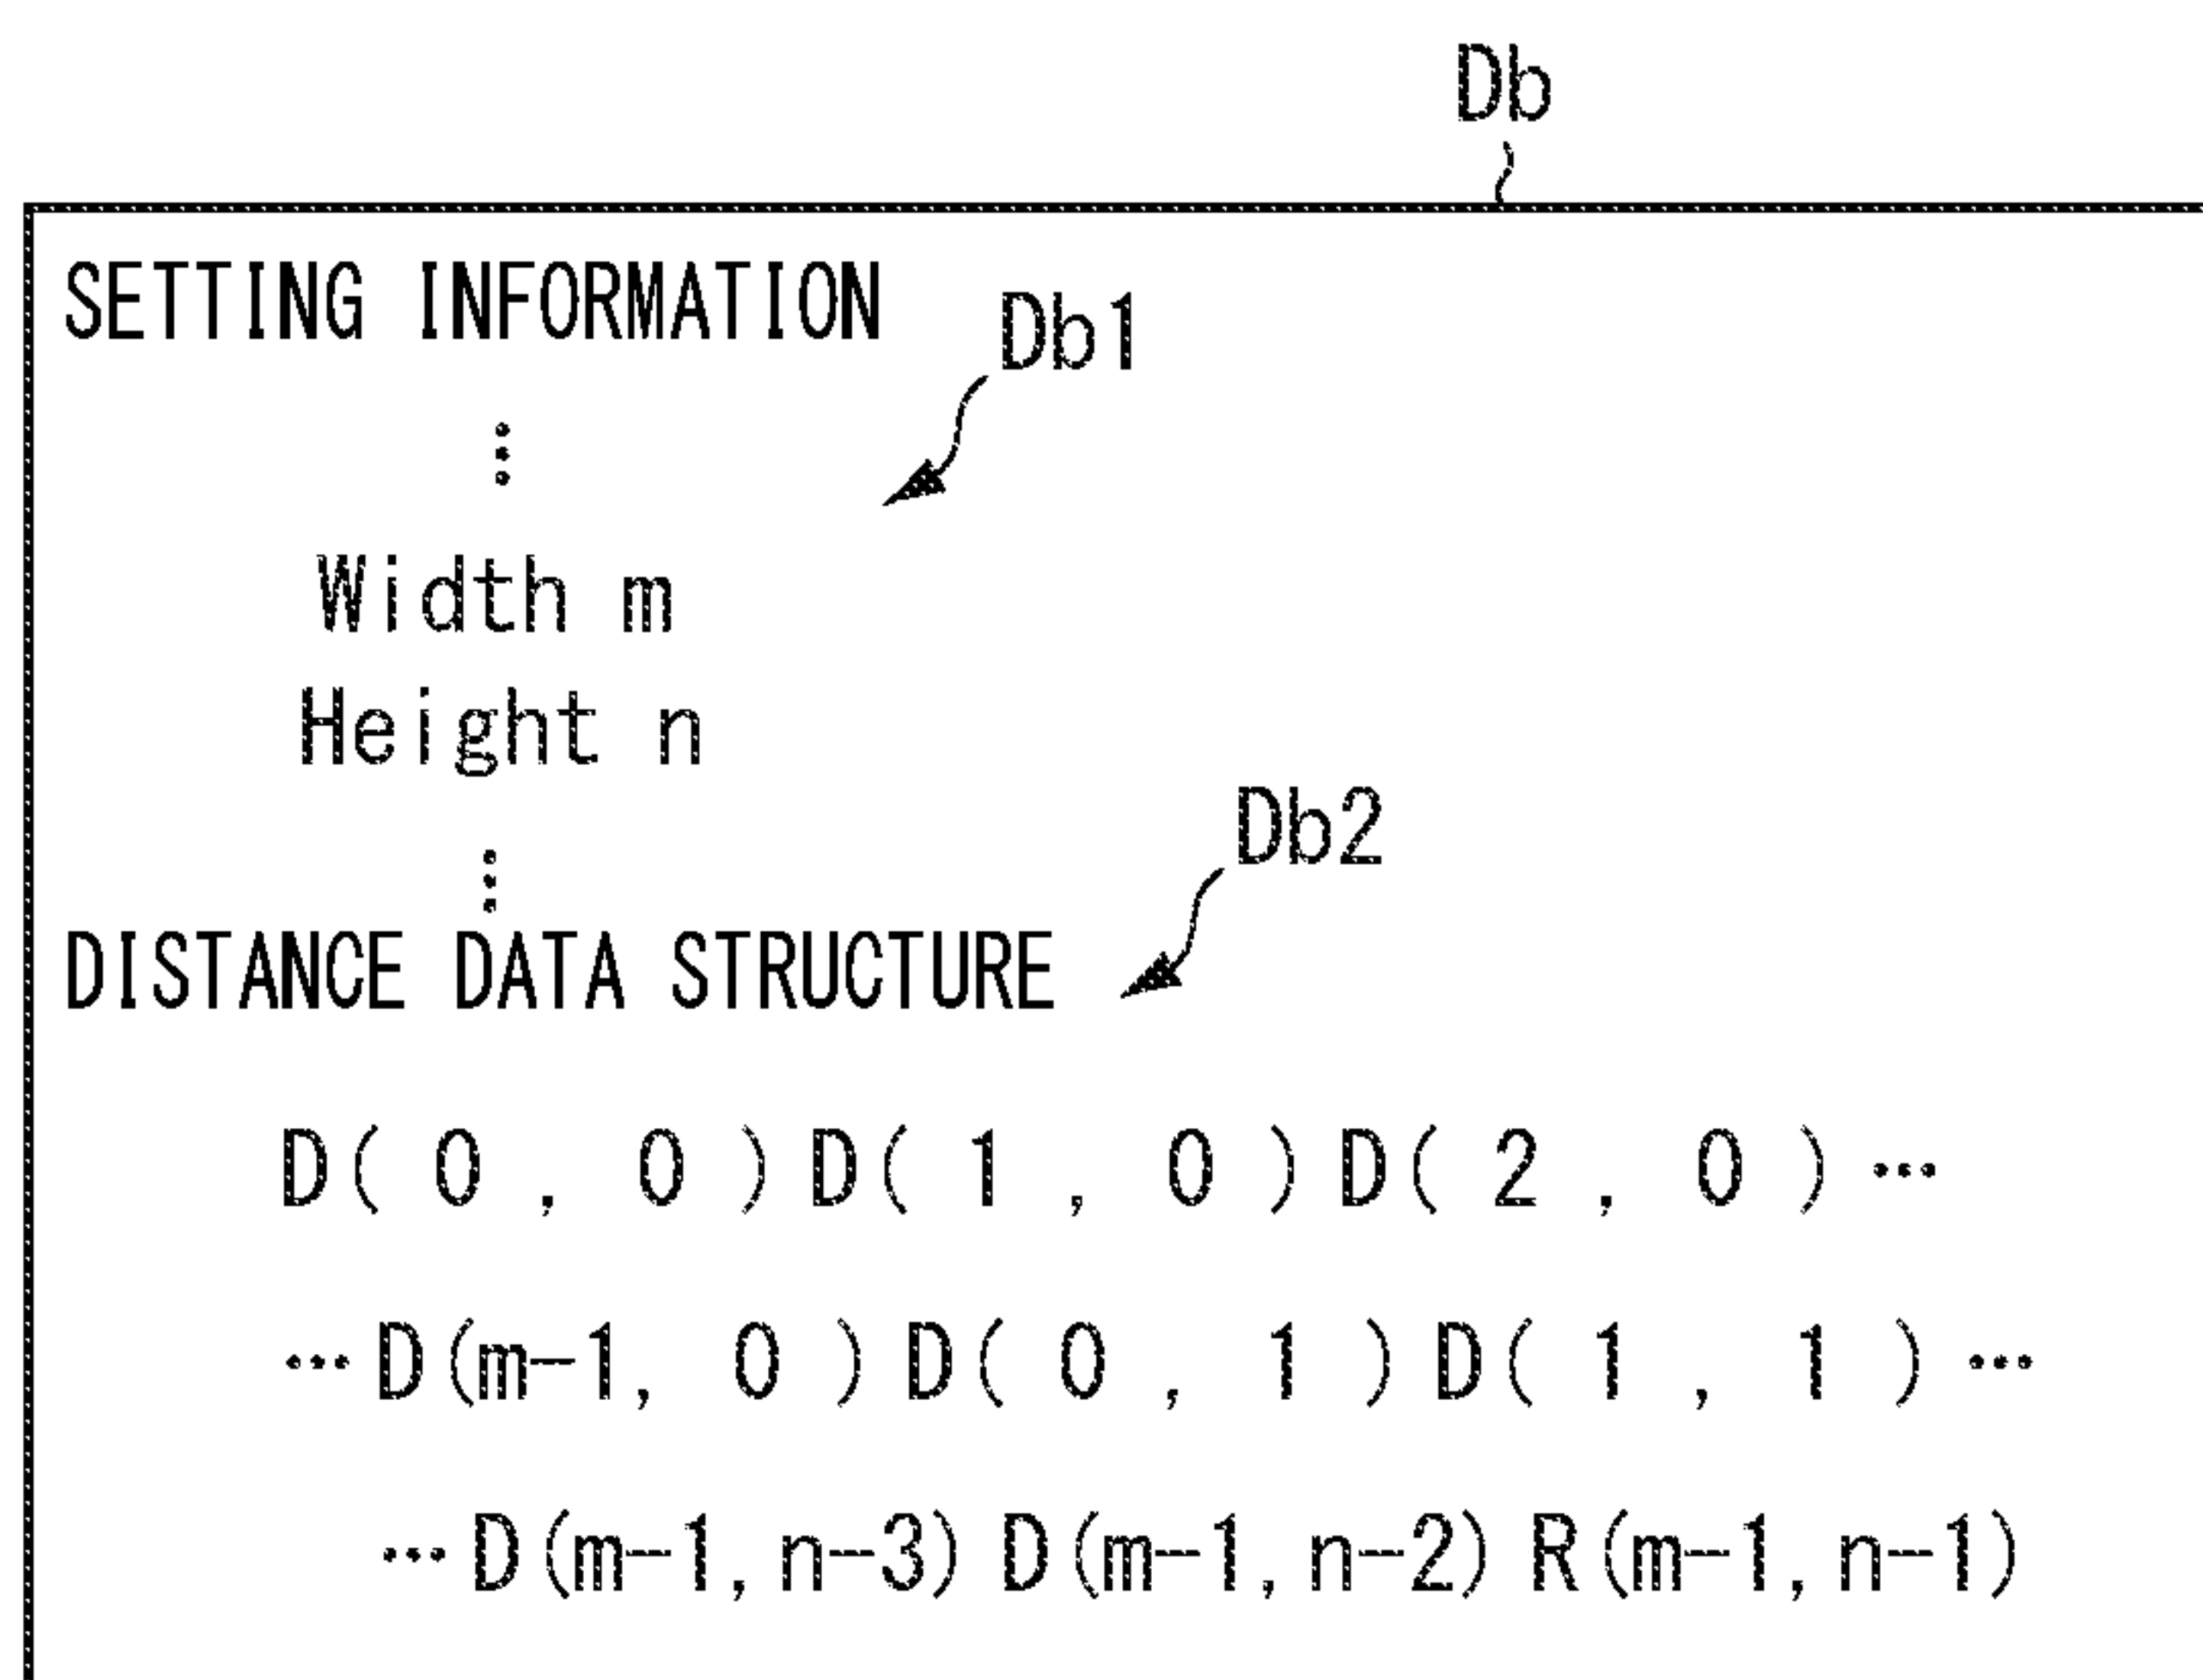 Db
SETTING INFORMATION
Db1
⋮
Width m
Height n
⋮
Db2
DISTANCE DATA STRUCTURE
D( 0 , 0 ) D( 1 , 0 ) D( 2 , 0 ) …
… D(m-1, 0 ) D( 0 , 1 ) D( 1 , 1 ) …
… D(m-1, n-3) D(m-1, n-2) R(m-1, n-1)